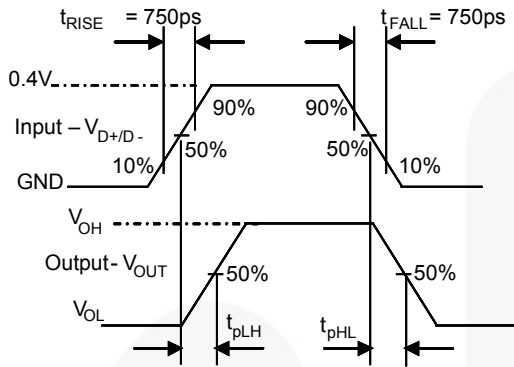 tRISE = 750ps
tFALL = 750ps
0.4V
90%
90%
Input – VD+/D -
50%
50%
10%
10%
GND
VOH
Output- VOUT
50%
50%
VOL
tpLH
tpHL